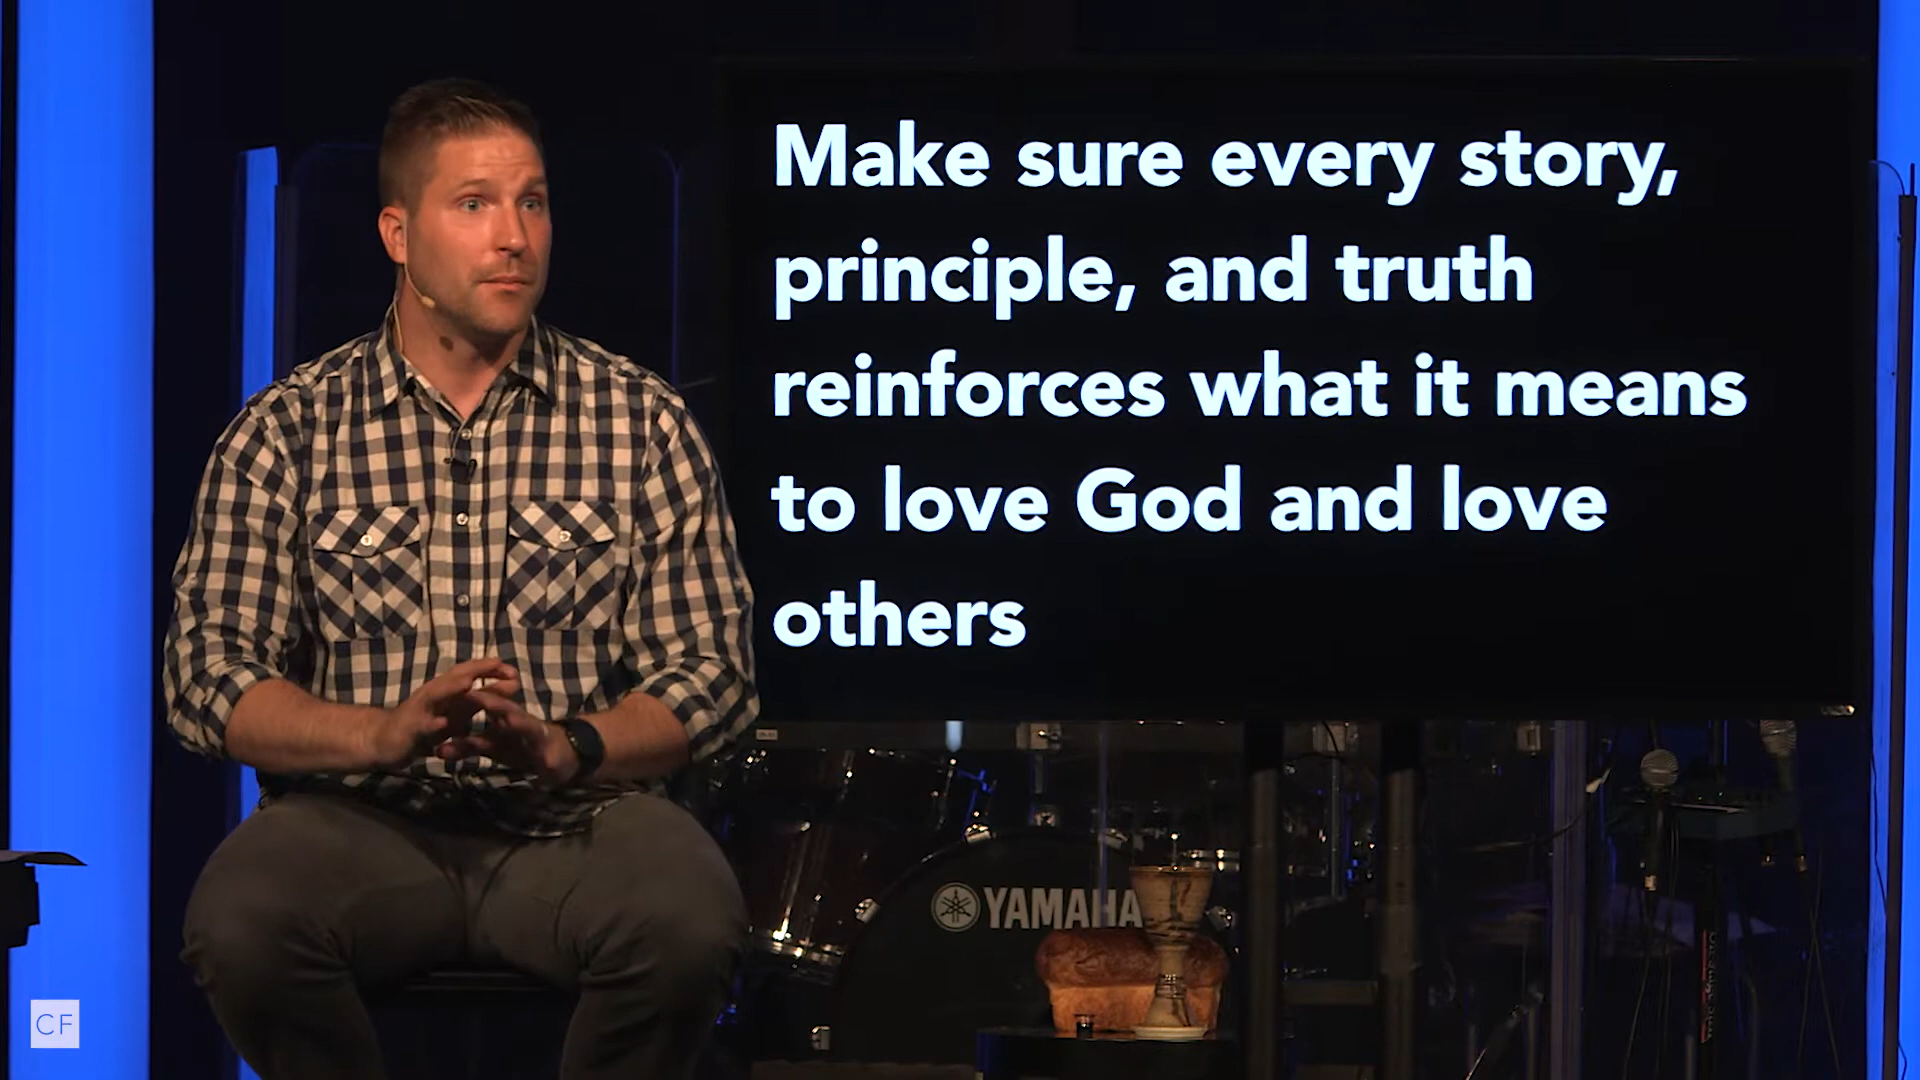 Make sure every story,
principle, and truth
reinforces what it means
to love God and love
others
YAMAHA
CF